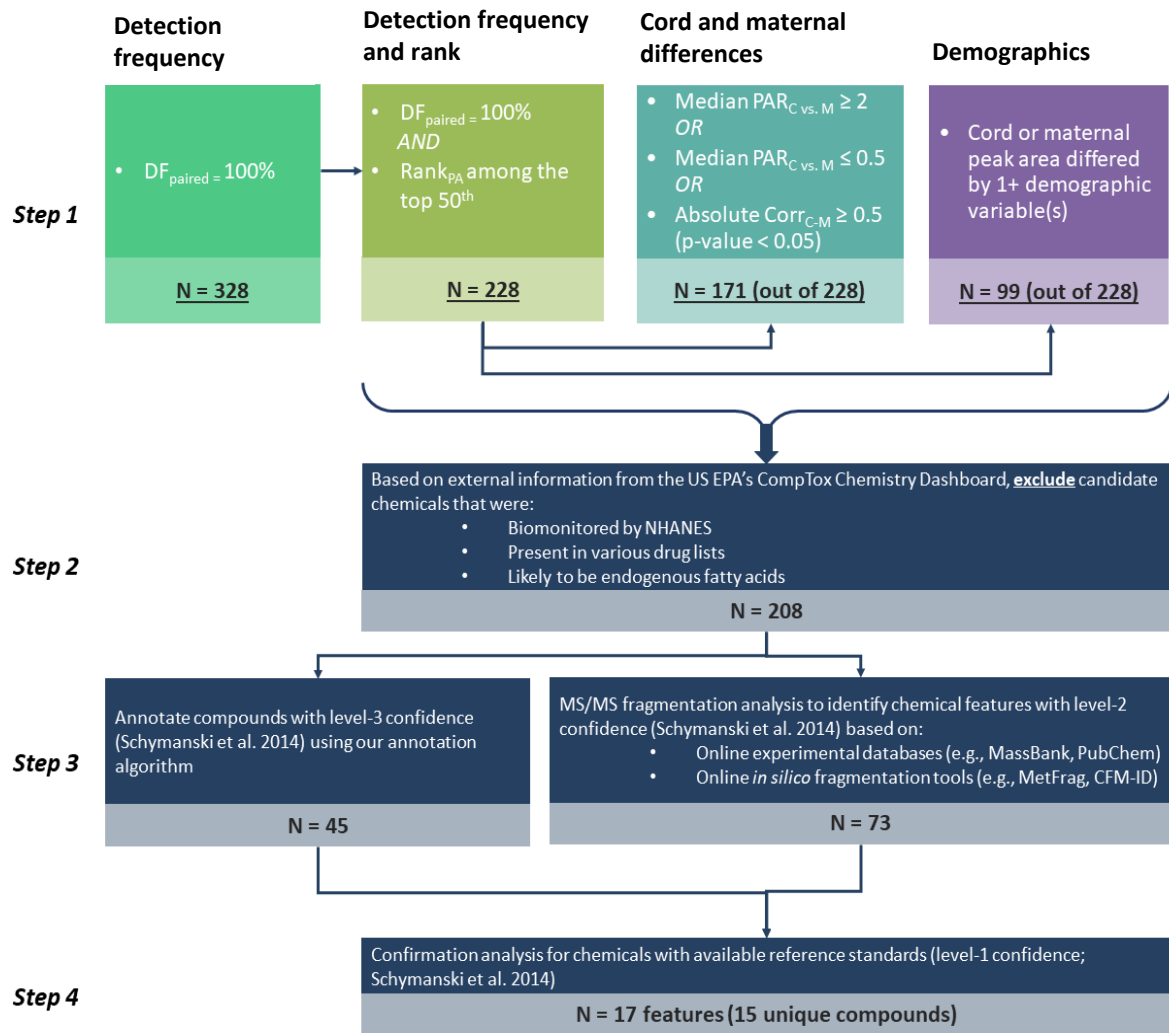 Detection
frequency
Detection frequency
and rank
Cord and maternal
differences
Demographics
Step 1
• DFpaired = 100%
N = 328
• DFpaired = 100%
AND
• RankPA among the
top 50th
N = 228
• Median PARC vs. M ≥ 2
OR
• Median PARC vs. M ≤ 0.5
OR
• Absolute CorrC-M ≥ 0.5
(p-value < 0.05)
N = 171 (out of 228)
• Cord or maternal
peak area differed
by 1+ demographic
variable(s)
N = 99 (out of 228)
Step 2
Based on external information from the US EPA's CompTox Chemistry Dashboard, exclude candidate
chemicals that were:
• Biomonitored by NHANES
• Present in various drug lists
• Likely to be endogenous fatty acids
N = 208
Step 3
Annotate compounds with level-3 confidence
(Schymanski et al. 2014) using our annotation
algorithm
N = 45
MS/MS fragmentation analysis to identify chemical features with level-2
confidence (Schymanski et al. 2014) based on:
• Online experimental databases (e.g., MassBank, PubChem)
• Online in silico fragmentation tools (e.g., MetFrag, CFM-ID)
N = 73
Step 4
Confirmation analysis for chemicals with available reference standards (level-1 confidence;
Schymanski et al. 2014)
N = 17 features (15 unique compounds)